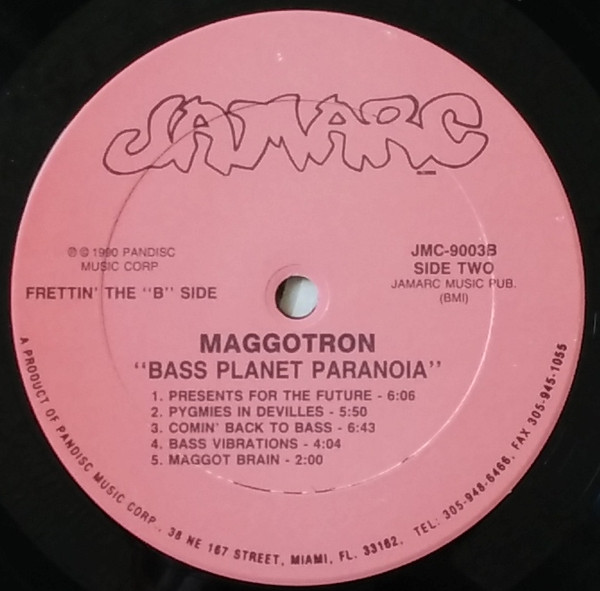 JAMARC
RECORDS
℗ © 1990 PANDISC
MUSIC CORP
FRETTIN' THE "B" SIDE
JMC-9003B
SIDE TWO
JAMARC MUSIC PUB.
(BMI)
MAGGOTRON
"BASS PLANET PARANOIA"
1. PRESENTS FOR THE FUTURE - 6:06
2. PYGMIES IN DEVILLES - 5:50
3. COMIN' BACK TO BASS - 6:43
4. BASS VIBRATIONS - 4:04
5. MAGGOT BRAIN - 2:00
A PRODUCT OF PANDISC MUSIC CORP., 38 NE 167 STREET, MIAMI, FL. 33162, TEL: 305-948-6466, FAX 305-945-1055